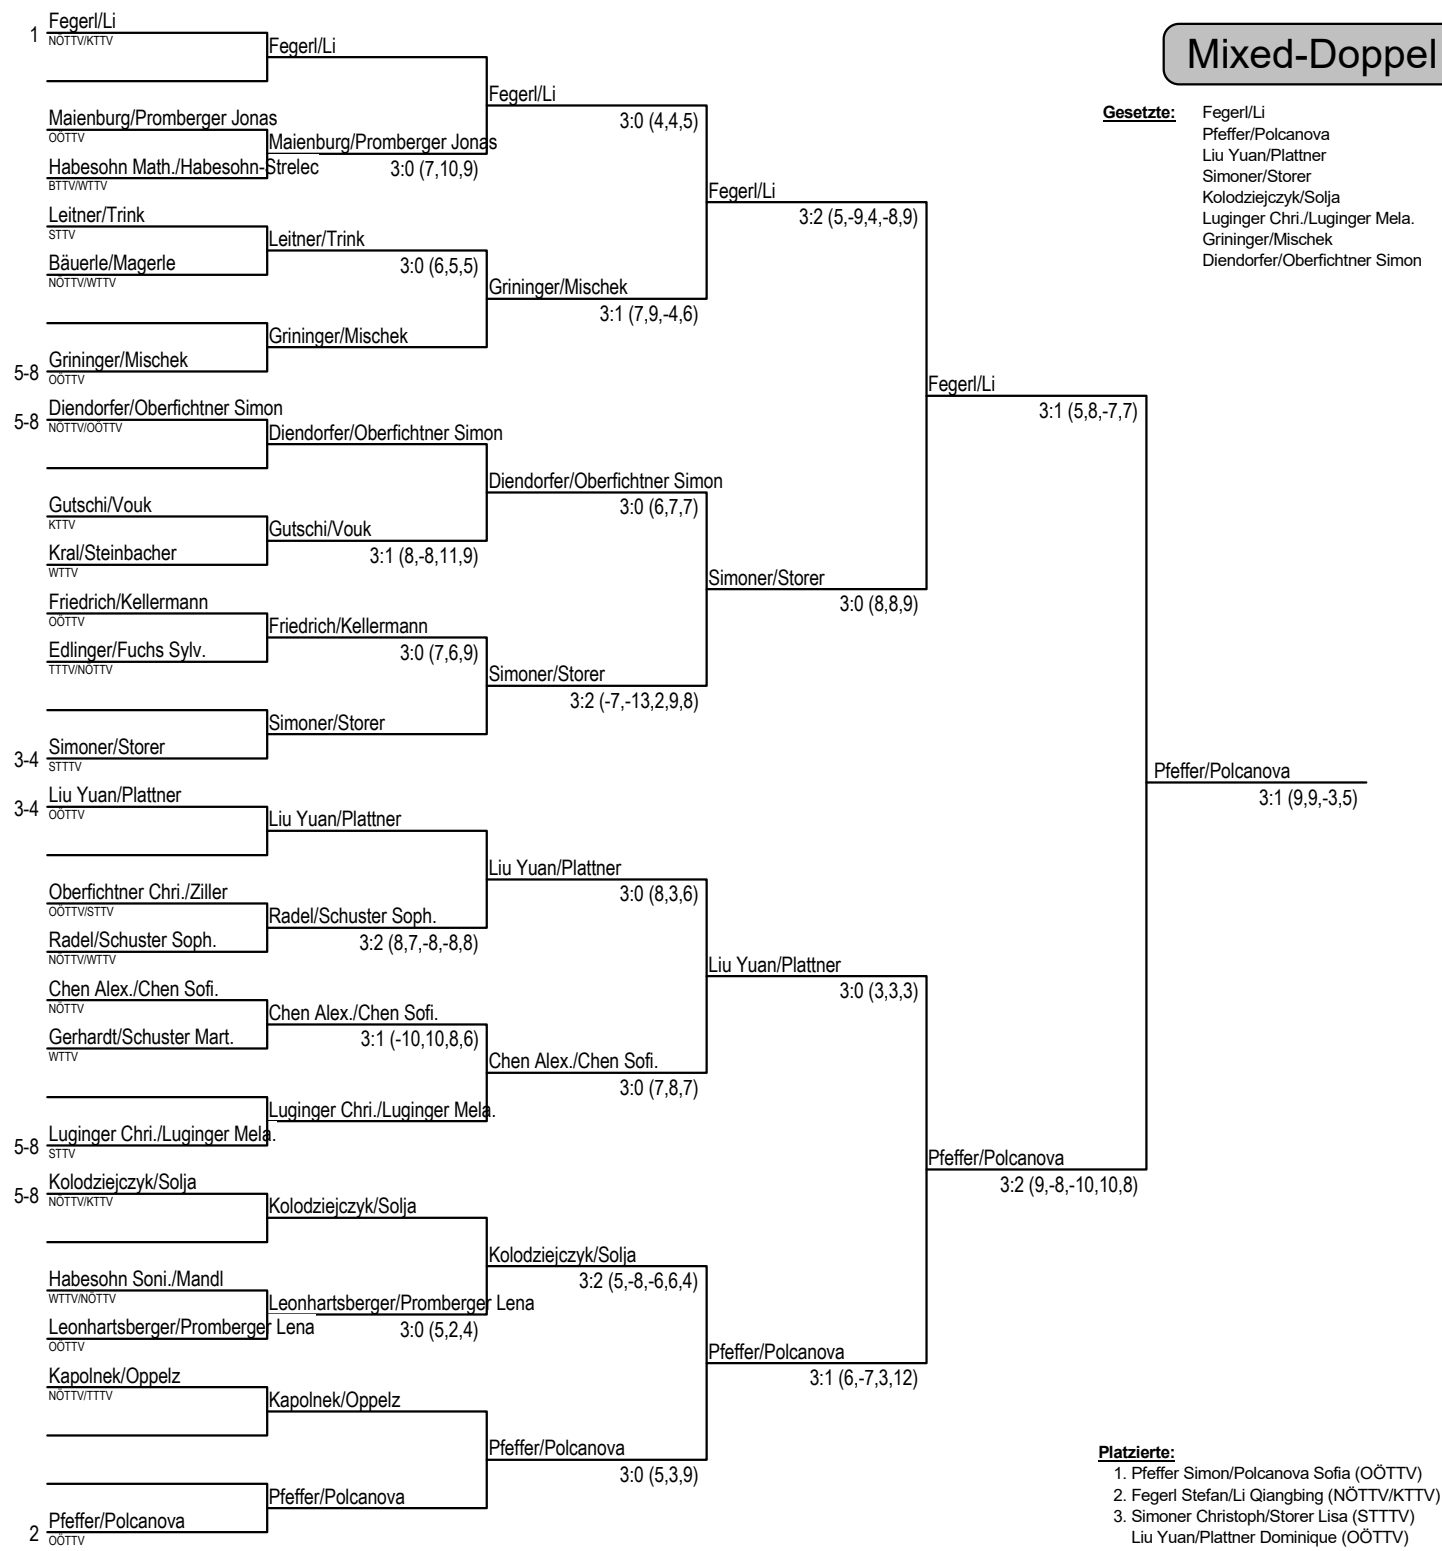 Mixed-Doppel
Gesetzte: Fegerl/Li
Pfeffer/Polcanova
Liu Yuan/Plattner
Simoner/Storer
Kolodziejczyk/Solja
Luginger Chri./Luginger Mela.
Grininger/Mischek
Diendorfer/Oberfichtner Simon
1 Fegerl/Li
NÖTTV/KTTV
Maienburg/Promberger Jonas
OÖTTV
Habesohn Math./Habesohn-Strelec
BTTV/WTTV
Leitner/Trink
STTV
Bäuerle/Magerle
NÖTTV/WTTV
5-8 Grininger/Mischek
OÖTTV
5-8 Diendorfer/Oberfichtner Simon
NÖTTV/OÖTTV
Gutschi/Vouk
KTTV
Kral/Steinbacher
WTTV
Friedrich/Kellermann
OÖTTV
Edlinger/Fuchs Sylv.
TTTV/NÖTTV
3-4 Simoner/Storer
STTTV
3-4 Liu Yuan/Plattner
OÖTTV
Oberfichtner Chri./Ziller
OÖTTV/STTV
Radel/Schuster Soph.
NÖTTV/WTTV
Chen Alex./Chen Sofi.
NÖTTV
Gerhardt/Schuster Mart.
WTTV
5-8 Luginger Chri./Luginger Mela.
STTV
5-8 Kolodziejczyk/Solja
NÖTTV/KTTV
Habesohn Soni./Mandl
WTTV/NÖTTV
Leonhartsberger/Promberger Lena
OÖTTV
Kapolnek/Oppelz
NÖTTV/TTTV
2 Pfeffer/Polcanova
OÖTTV
Fegerl/Li
Maienburg/Promberger Jonas
3:0 (7,10,9)
Leitner/Trink
3:0 (6,5,5)
Grininger/Mischek
Diendorfer/Oberfichtner Simon
Gutschi/Vouk
3:1 (8,-8,11,9)
Friedrich/Kellermann
3:0 (7,6,9)
Simoner/Storer
Liu Yuan/Plattner
Radel/Schuster Soph.
3:2 (8,7,-8,-8,8)
Chen Alex./Chen Sofi.
3:1 (-10,10,8,6)
Luginger Chri./Luginger Mela.
Kolodziejczyk/Solja
Leonhartsberger/Promberger Lena
3:0 (5,2,4)
Kapolnek/Oppelz
Pfeffer/Polcanova
Fegerl/Li
3:0 (4,4,5)
Grininger/Mischek
3:1 (7,9,-4,6)
Diendorfer/Oberfichtner Simon
3:0 (6,7,7)
Simoner/Storer
3:2 (-7,-13,2,9,8)
Liu Yuan/Plattner
3:0 (8,3,6)
Chen Alex./Chen Sofi.
3:0 (7,8,7)
Kolodziejczyk/Solja
3:2 (5,-8,-6,6,4)
Pfeffer/Polcanova
3:0 (5,3,9)
Fegerl/Li
3:2 (5,-9,4,-8,9)
Simoner/Storer
3:0 (8,8,9)
Liu Yuan/Plattner
3:0 (3,3,3)
Pfeffer/Polcanova
3:1 (6,-7,3,12)
Fegerl/Li
3:1 (5,8,-7,7)
Pfeffer/Polcanova
3:2 (9,-8,-10,10,8)
Pfeffer/Polcanova
3:1 (9,9,-3,5)
Platzierte:
1. Pfeffer Simon/Polcanova Sofia (OÖTTV)
2. Fegerl Stefan/Li Qiangbing (NÖTTV/KTTV)
3. Simoner Christoph/Storer Lisa (STTTV)
Liu Yuan/Plattner Dominique (OÖTTV)